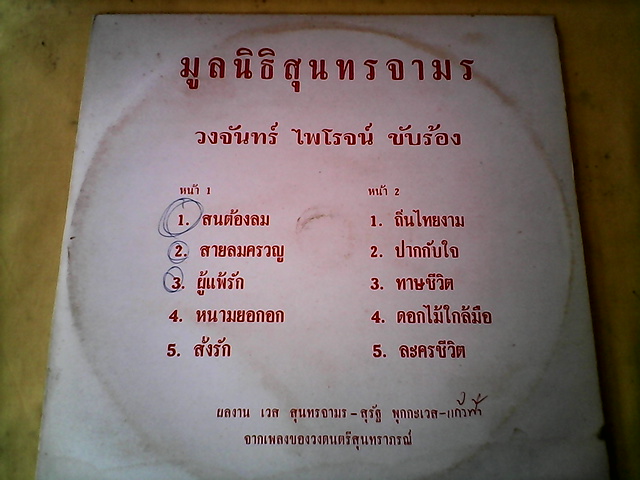 มูลนิธิสุนทรจามร
วงจันทร์ ไพโรจน์ ขับร้อง
หน้า 1
1. สนต้องลม
2. สายลมครวญ
3. ผู้แพ้รัก
4. หนามยอกอก
5. สั่งรัก
หน้า 2
1. ถิ่นไทยงาม
2. ปากกับใจ
3. ทาษชีวิต
4. ดอกไม้ใกล้มือ
5. ละครชีวิต
ผลงาน เวส สุนทรจามร - สุรัฐ พุกกะเวส - แก้วฟ้า
จากเพลงของวงดนตรีสุนทราภรณ์